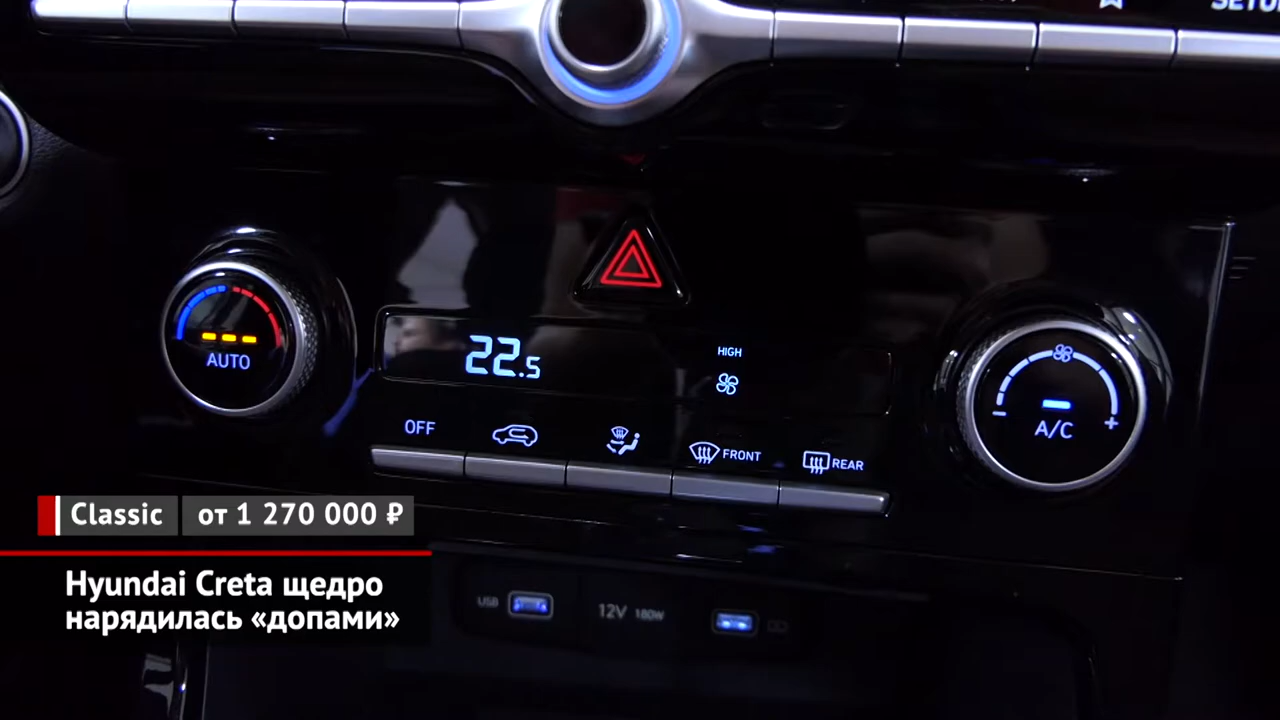 SETUP
HIGH
22.5
AUTO
OFF
FRONT
REAR
A/C
Classic от 1 270 000 ₽
Hyundai Creta щедро
нарядилась «допами»
USB
12V 180W